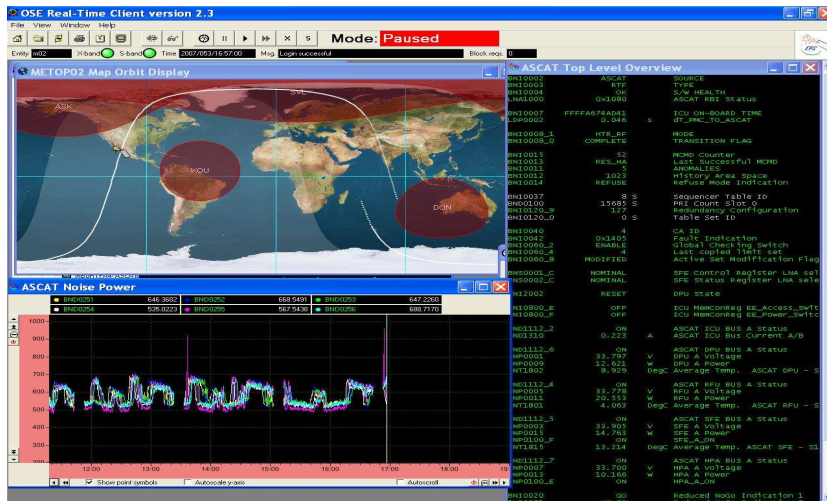 OSE Real-Time Client version 2.3
File View Window Help
Mode: Paused
Entity m02 X-band S-band Time 2007/053/16:57:00 Msg. Login successful Block reqs. 0
METOP02 Map Orbit Display
ASK
SVL
KOU
DON
ASCAT Noise Power
BND0251 646.3682 BND0252 668.5491 BND0253 647.2260
BND0254 535.0223 BND0255 567.5438 BND0256 688.7170
1000
900
800
700
600
500
400
300
200
12:00 13:00 14:00 15:00 16:00 17:00 18:00 19:
Show point symbols Autoscale y-axis Autoscroll
ASCAT Top Level Overview
BNI0002 ASCAT SOURCE
BNI0003 RTF TYPE
BNI0004 OK S/W HEALTH
LNA1000 0x1080 ASCAT RBI Status
BNI0007 FFFFA674AD41 ICU ON-BOARD TIME
LDP0002 0.046 s dT_PMC_TO_ASCAT
BNI0008_1 HTR_RF MODE
BNI0008_0 COMPLETE TRANSITION FLAG
BNI0015 52 MCMD Counter
BNI0013 RES_HA Last Successful MCMD
BNI0011 5 ANOMALIES
BNI0012 1023 History Area Space
BNI0014 REFUSE Refuse Mode Indication
BNI0037 8 S Sequencer Table ID
BND0100 15685 S PRI Count Slot 0
BNI0120_9 127 Redundancy Configuration
BNI0120_0 0 S Table Set ID
BNI0040 4 CA ID
BNI0042 0x1405 Fault Indication
BNI0060_2 ENABLE Global Checking Switch
BNI0060_4 4 Last copied limit set
BNI0060_8 MODIFIED Active Set Modification Flag
BNS0001_C NOMINAL SFE Control Register LNA sel
BNS0002_C NOMINAL SFE Status Register LNA sele
NI2002 RESET DPU State
NI0800_E OFF ICU MemConReg EE_Access_Swit
NI0800_F OFF ICU MemConReg EE_Power_Switc
ND1112_2 ON ASCAT ICU BUS A Status
ND1310 0.223 A ASCAT ICU Bus Current A/B
ND1112_6 ON ASCAT DPU BUS A Status
NP0001 33.797 V DPU A Voltage
NP0009 12.621 W DPU A Power
NT1802 8.929 DegC Average Temp. ASCAT DPU - S
ND1112_4 ON ASCAT RFU BUS A Status
NP0005 33.778 V RFU A Voltage
NP0011 20.553 W RFU A Power
NT1801 4.063 DegC Average Temp. ASCAT RFU - S
ND1112_5 ON ASCAT SFE BUS A Status
NP0003 33.905 V SFE A Voltage
NP0015 14.763 W SFE A Power
NP0100_F ON SFE_A_ON
NT1815 13.214 DegC Average Temp. ASCAT SFE - S1
ND1112_7 ON ASCAT HPA BUS A Status
NP0007 33.700 V HPA A Voltage
NP0013 10.166 W HPA A Power
NP0100_E ON HPA_A_ON
NI0020 GO Reduced NoGo Indication 1